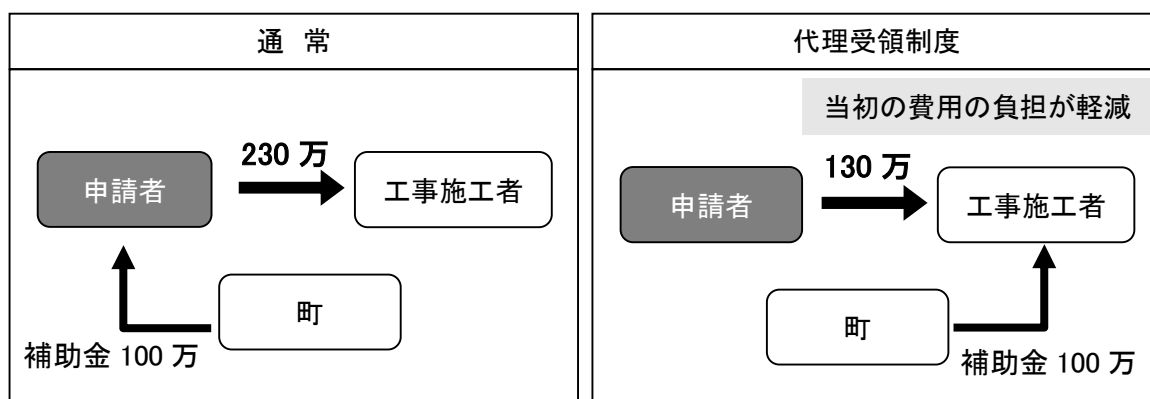 通 常
230 万
申請者
工事施工者
町
補助金 100 万
代理受領制度
当初の費用の負担が軽減
130 万
申請者
工事施工者
町
補助金 100 万